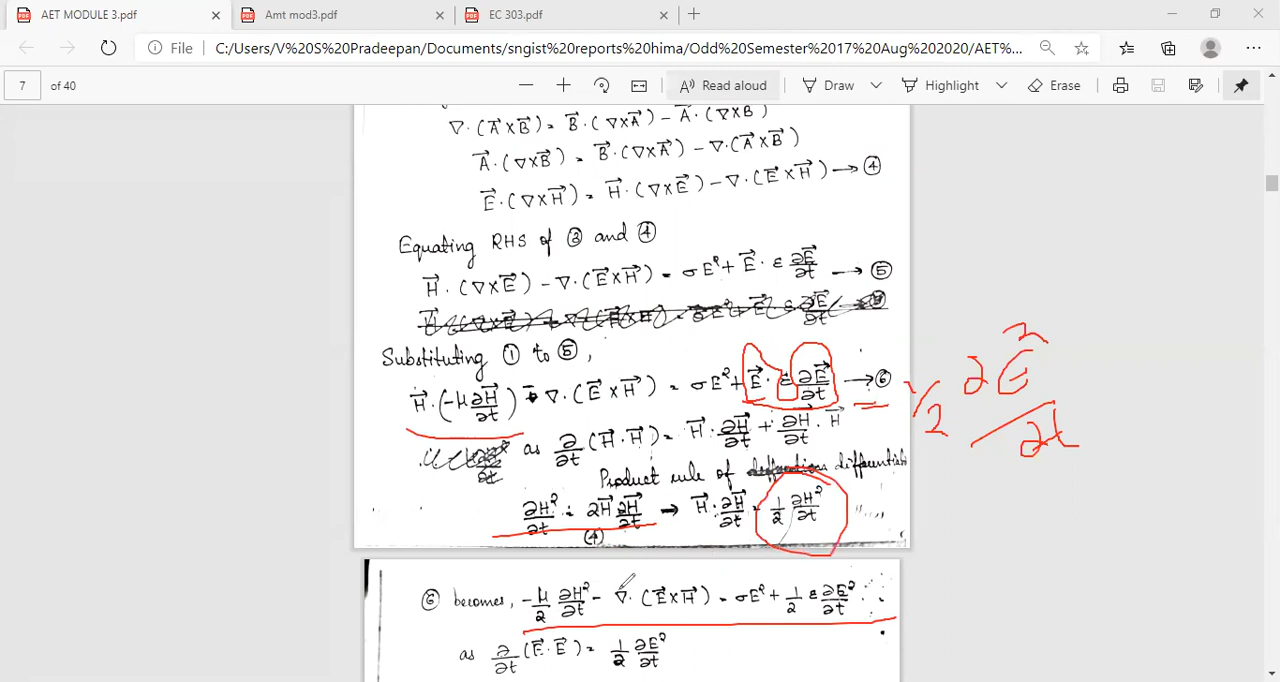 AET MODULE 3.pdf
Amt mod3.pdf
EC 303.pdf
File
C:/Users/V%20S%20Pradeepan/Documents/sngist%20reports%20hima/Odd%20Semester%2017%20Aug%202020/AET%...
7 of 40
Read aloud
Draw
Highlight
Erase
∇·(A⃗×B⃗) = B⃗·(∇×A⃗) − A⃗·(∇×B)
A⃗·(∇×B⃗) = B⃗·(∇×A⃗) − ∇·(A⃗×B⃗)
E⃗·(∇×H⃗) = H⃗·(∇×E⃗) − ∇·(E⃗×H⃗) → ④
Equating RHS of ③ and ④
H⃗·(∇×E⃗) − ∇·(E⃗×H⃗) = σE² + E⃗·ε ∂E⃗/∂t → ⑤
Substituting ① to ⑤,
H⃗·(−μ ∂H⃗/∂t) − ∇·(E⃗×H⃗) = σE² + E⃗·ε ∂E⃗/∂t → ⑥
1/2 ∂E²/∂t
as ∂/∂t (H⃗·H⃗) = H⃗·∂H⃗/∂t + ∂H/∂t·H⃗
Product rule of differentiatn
∂H²/∂t = 2H⃗ ∂H⃗/∂t → H⃗·∂H⃗/∂t = 1/2 ∂H²/∂t
(4)
⑥ becomes, −μ/2 ∂H²/∂t − ∇·(E⃗×H⃗) = σE² + 1/2 ε ∂E²/∂t
as ∂/∂t (E⃗·E⃗) = 1/2 ∂E²/∂t